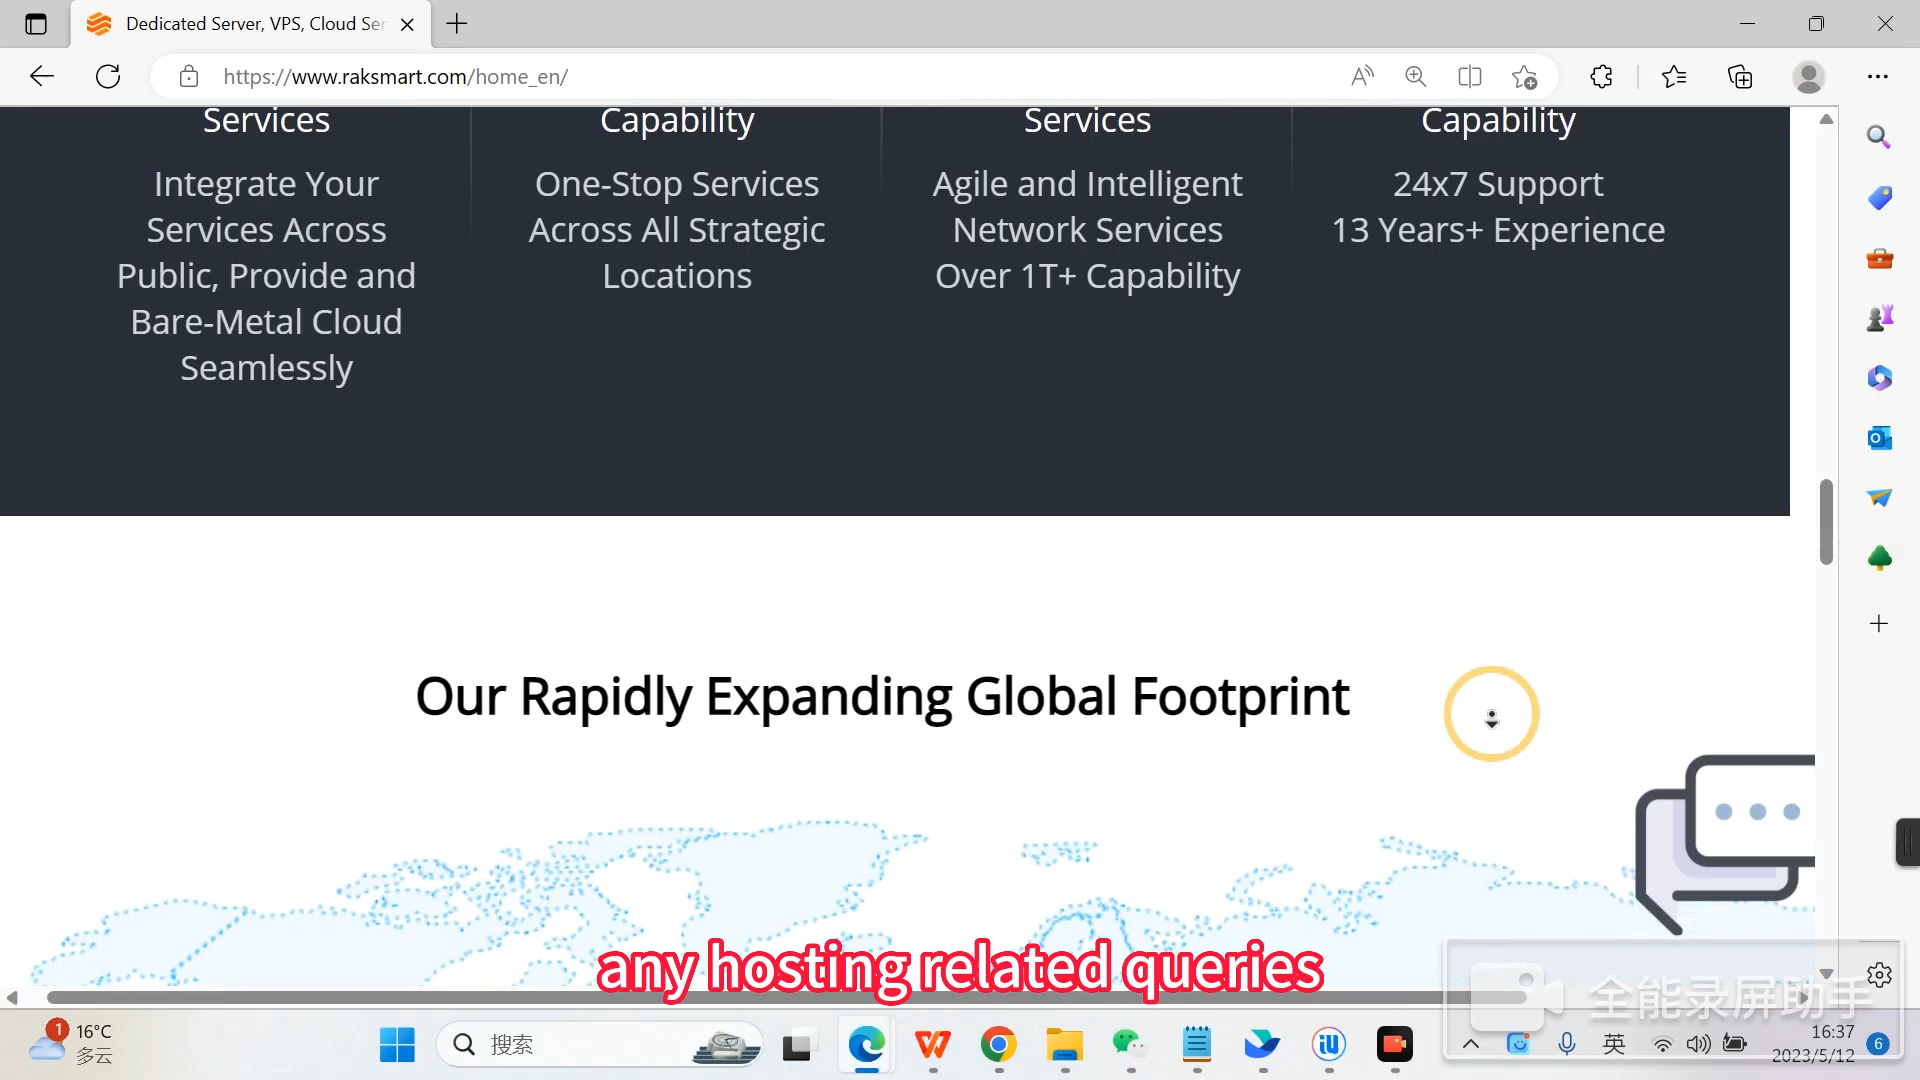 Dedicated Server, VPS, Cloud Ser
https://www.raksmart.com/home_en/
Services
Integrate Your
Services Across
Public, Provide and
Bare-Metal Cloud
Seamlessly
Capability
One-Stop Services
Across All Strategic
Locations
Services
Agile and Intelligent
Network Services
Over 1T+ Capability
Capability
24x7 Support
13 Years+ Experience
Our Rapidly Expanding Global Footprint
any hosting related queries
全能录屏助手
1
16°C
多云
搜索
英
16:37
2023/5/12
6